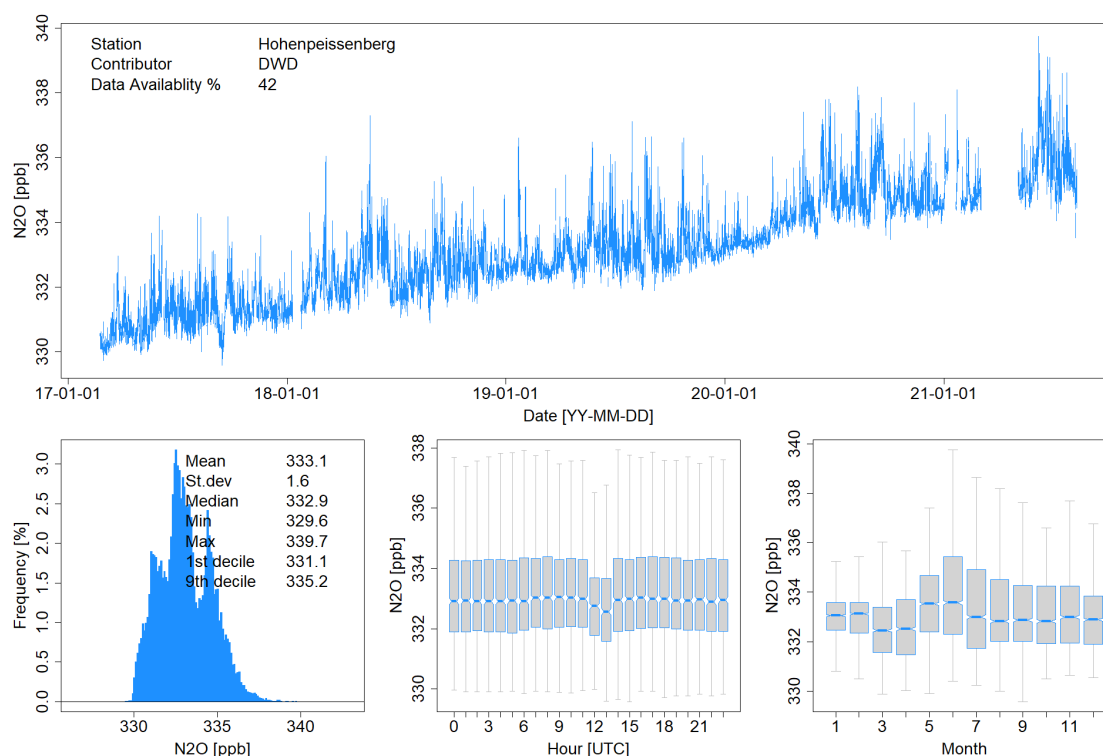 Station Hohenpeissenberg
Contributor DWD
Data Availablity % 42
N2O [ppb]
340
338
336
334
332
330
17-01-01 18-01-01 19-01-01 20-01-01 21-01-01
Date [YY-MM-DD]
Mean 333.1
St.dev 1.6
Median 332.9
Min 329.6
Max 339.7
1st decile 331.1
9th decile 335.2
Frequency [%]
3.0
2.5
2.0
1.5
1.0
0.5
0.0
330 335 340
N2O [ppb]
N2O [ppb]
338
336
334
332
330
0 3 6 9 12 15 18 21
Hour [UTC]
N2O [ppb]
340
338
336
334
332
330
1 3 5 7 9 11
Month